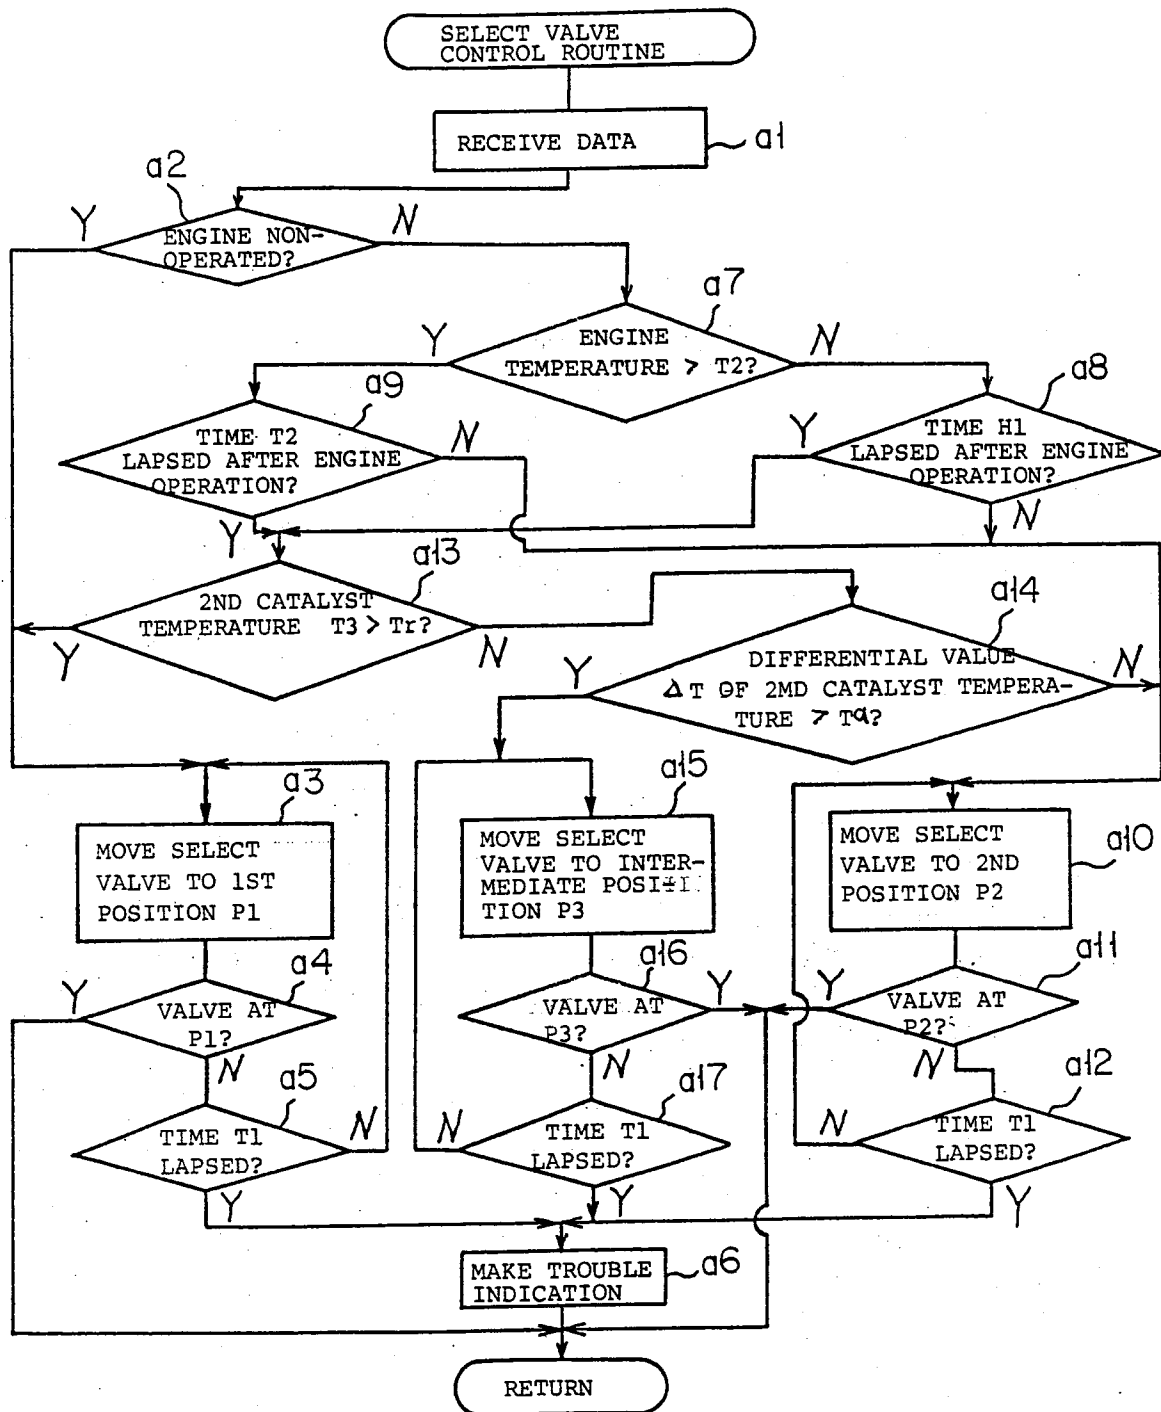 SELECT VALVE
CONTROL ROUTINE
RECEIVE DATA
a1
a2
Y
N
ENGINE NON-
OPERATED?
a7
Y
N
ENGINE
TEMPERATURE > T2?
a9
a8
N
Y
TIME T2
LAPSED AFTER ENGINE
OPERATION?
TIME H1
LAPSED AFTER ENGINE
OPERATION?
Y
N
a13
2ND CATALYST
TEMPERATURE T3 > Tr?
Y
N
a14
Y
N
DIFFERENTIAL VALUE
ΔT OF 2MD CATALYST TEMPERA-
TURE > Ta?
a3
MOVE SELECT
VALVE TO 1ST
POSITION P1
a15
MOVE SELECT
VALVE TO INTER-
MEDIATE POSITI
TION P3
a10
MOVE SELECT
VALVE TO 2ND
POSITION P2
a4
Y
VALVE AT
P1?
N
a16
Y
VALVE AT
P3?
N
a11
Y
VALVE AT
P2?
N
a5
N
TIME T1
LAPSED?
Y
a17
N
TIME T1
LAPSED?
Y
a12
N
TIME T1
LAPSED?
Y
MAKE TROUBLE
INDICATION
a6
RETURN